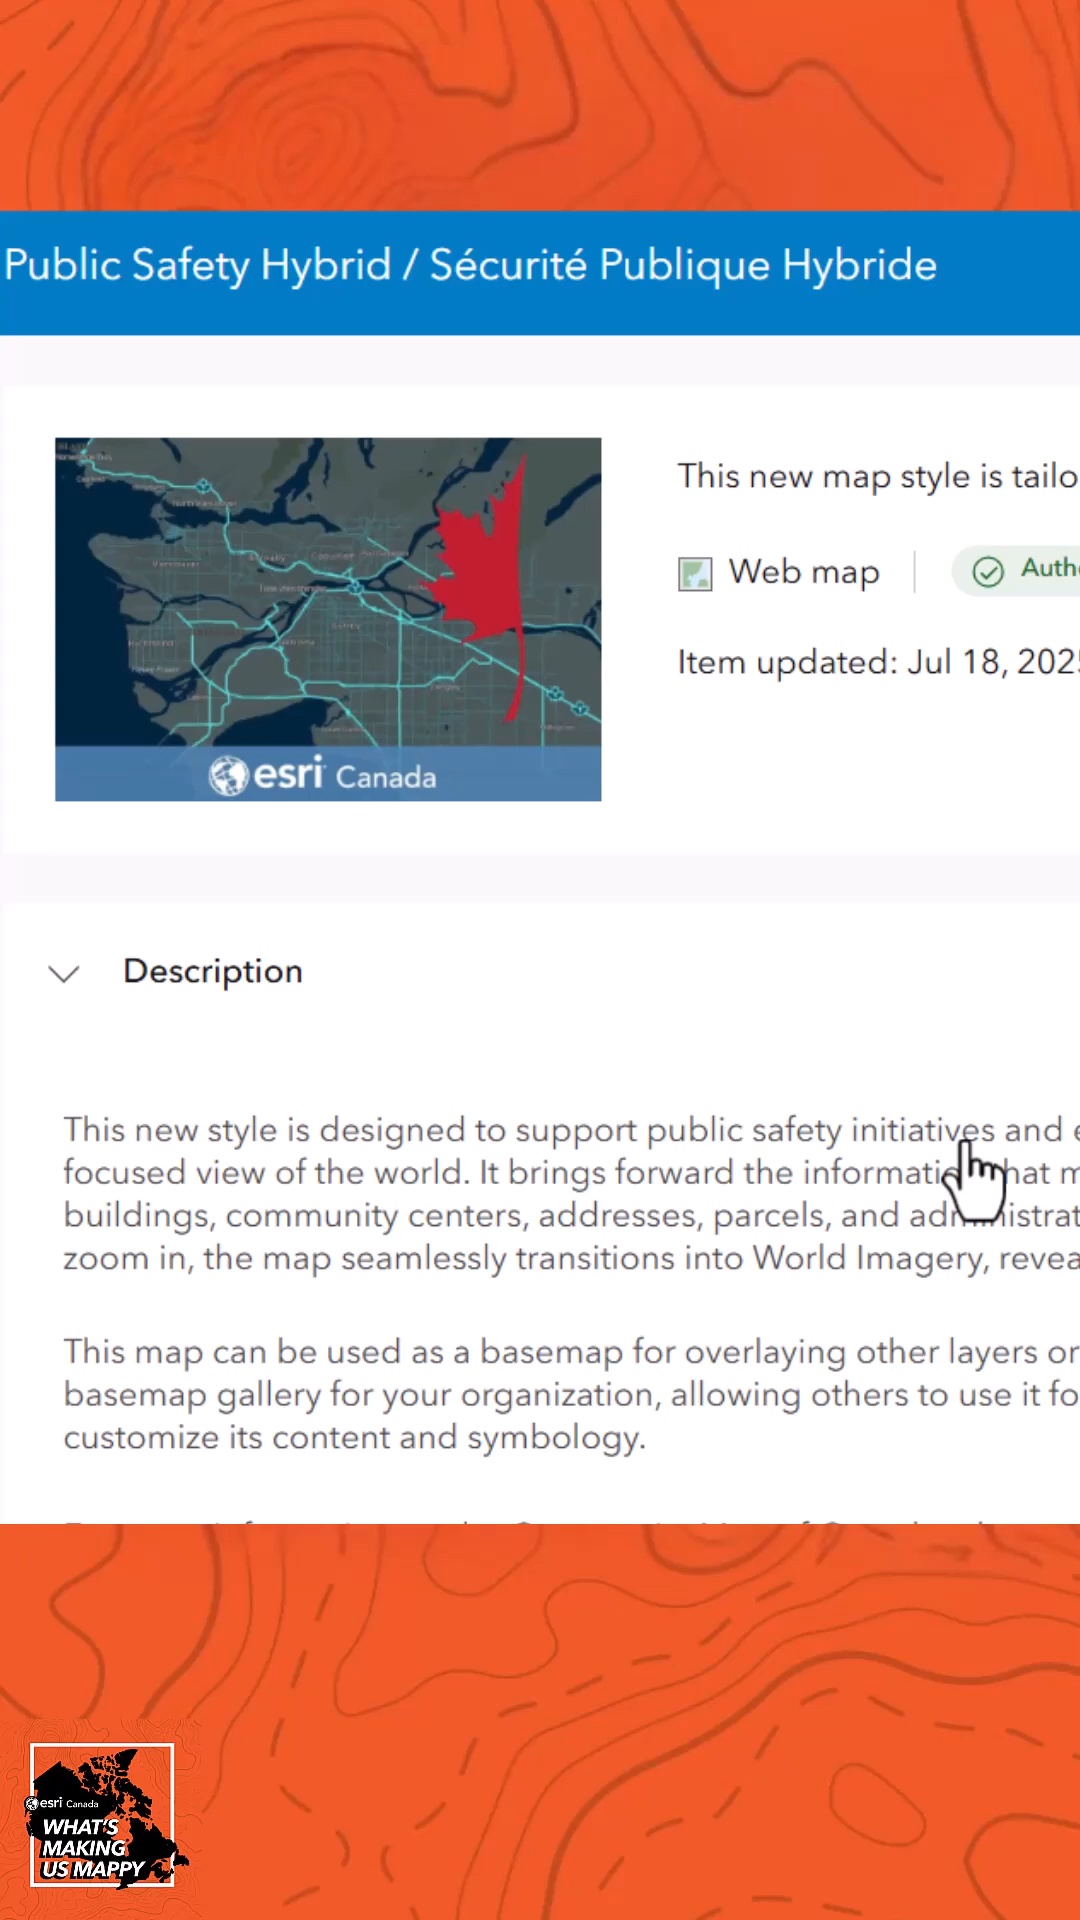 Public Safety Hybrid / Sécurité Publique Hybride
This new map style is tailo
Web map
Auth
Item updated: Jul 18, 202
Vancouver
Richmond
esri Canada
Description
This new style is designed to support public safety initiatives and e
focused view of the world. It brings forward the informati hat m
buildings, community centers, addresses, parcels, and administrat
zoom in, the map seamlessly transitions into World Imagery, revea
This map can be used as a basemap for overlaying other layers or
basemap gallery for your organization, allowing others to use it fo
customize its content and symbology.
esri Canada
WHAT'S
MAKING
US MAPPY